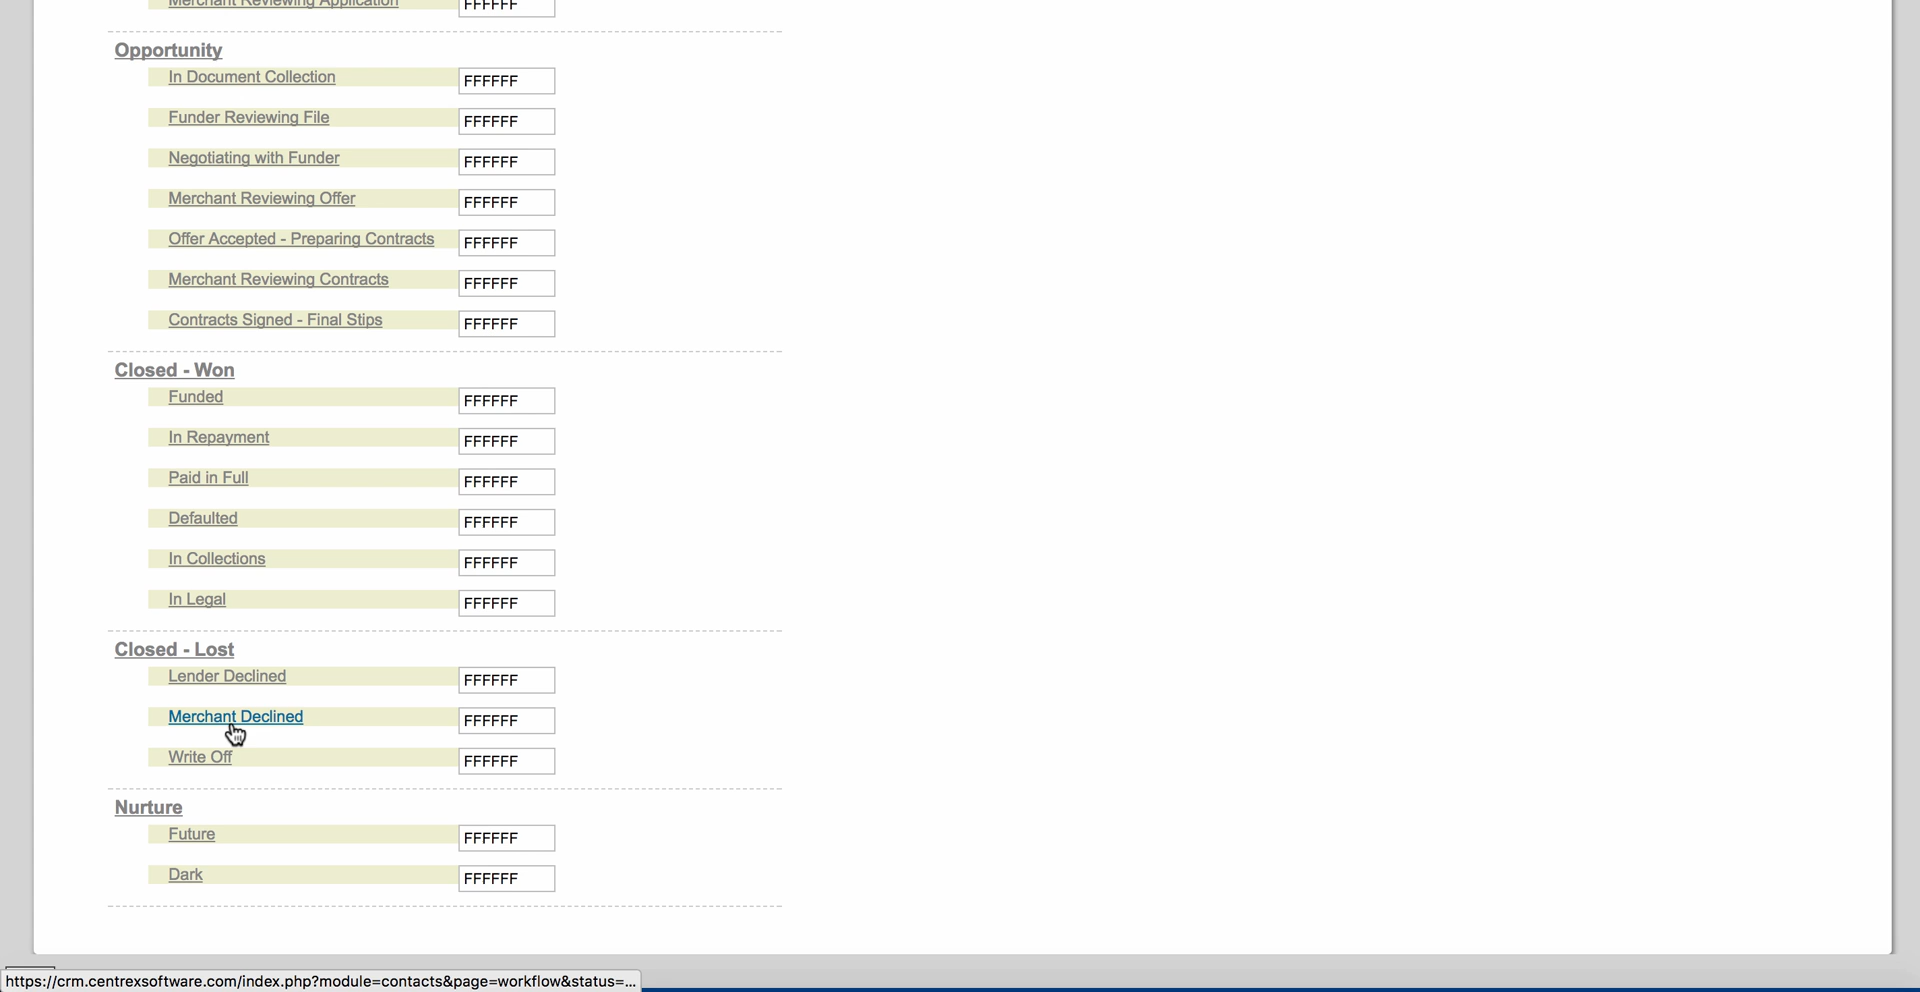 Merchant Reviewing Application FFFFFF
Opportunity
In Document Collection FFFFFF
Funder Reviewing File FFFFFF
Negotiating with Funder FFFFFF
Merchant Reviewing Offer FFFFFF
Offer Accepted - Preparing Contracts FFFFFF
Merchant Reviewing Contracts FFFFFF
Contracts Signed - Final Stips FFFFFF
Closed - Won
Funded FFFFFF
In Repayment FFFFFF
Paid in Full FFFFFF
Defaulted FFFFFF
In Collections FFFFFF
In Legal FFFFFF
Closed - Lost
Lender Declined FFFFFF
Merchant Declined FFFFFF
Write Off FFFFFF
Nurture
Future FFFFFF
Dark FFFFFF
https://crm.centrexsoftware.com/index.php?module=contacts&page=workflow&status=...